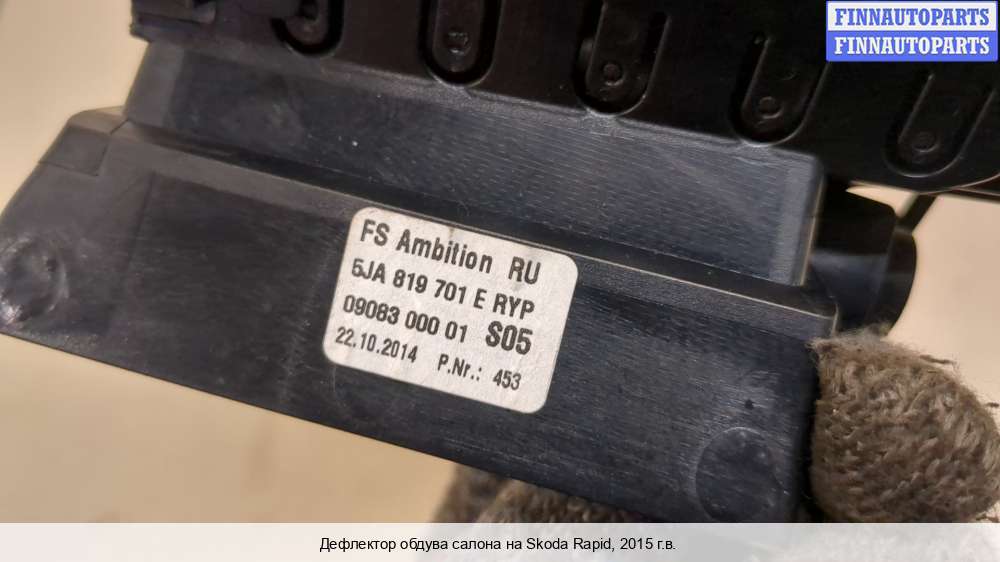 FINNAUTOPARTS
FINNAUTOPARTS
FS Ambition RU
5JA 819 701 E RYP
09083 000 01 S05
22.10.2014 P.Nr.: 453
Дефлектор обдува салона на Skoda Rapid, 2015 г.в.